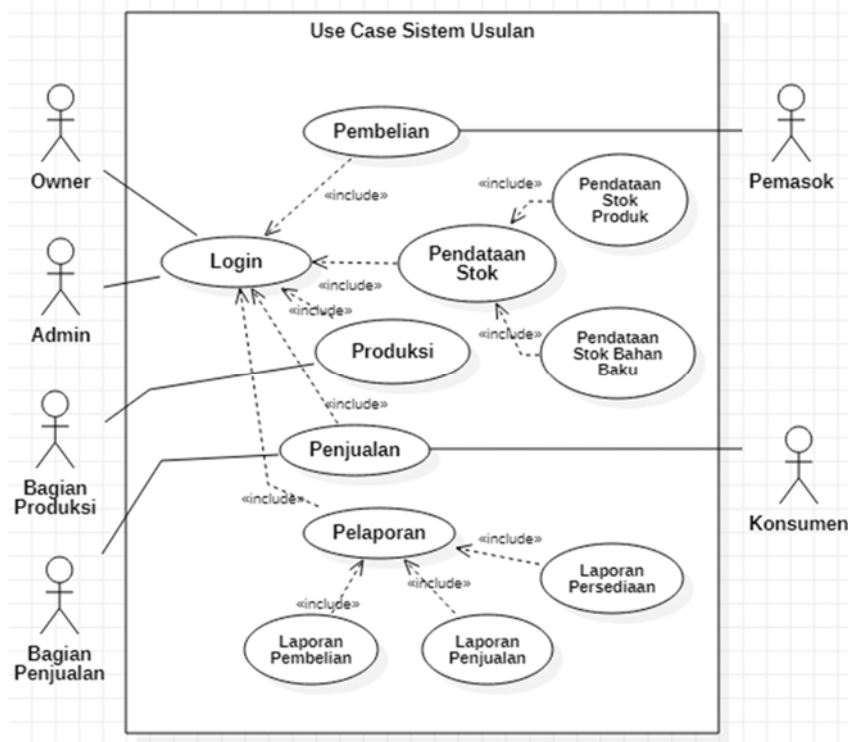 Use Case Sistem Usulan
Owner
Admin
Bagian
Produksi
Bagian
Penjualan
Pembelian
«include»
Login
Pendataan
Stok
«include»
«include»
Pendataan
Stok
Produk
«include»
Pendataan
Stok Bahan
Baku
«include»
Produksi
«include»
Penjualan
«include»
Pelaporan
«include»
Laporan
Persediaan
«include»
«include»
Laporan
Pembelian
Laporan
Penjualan
Pemasok
Konsumen